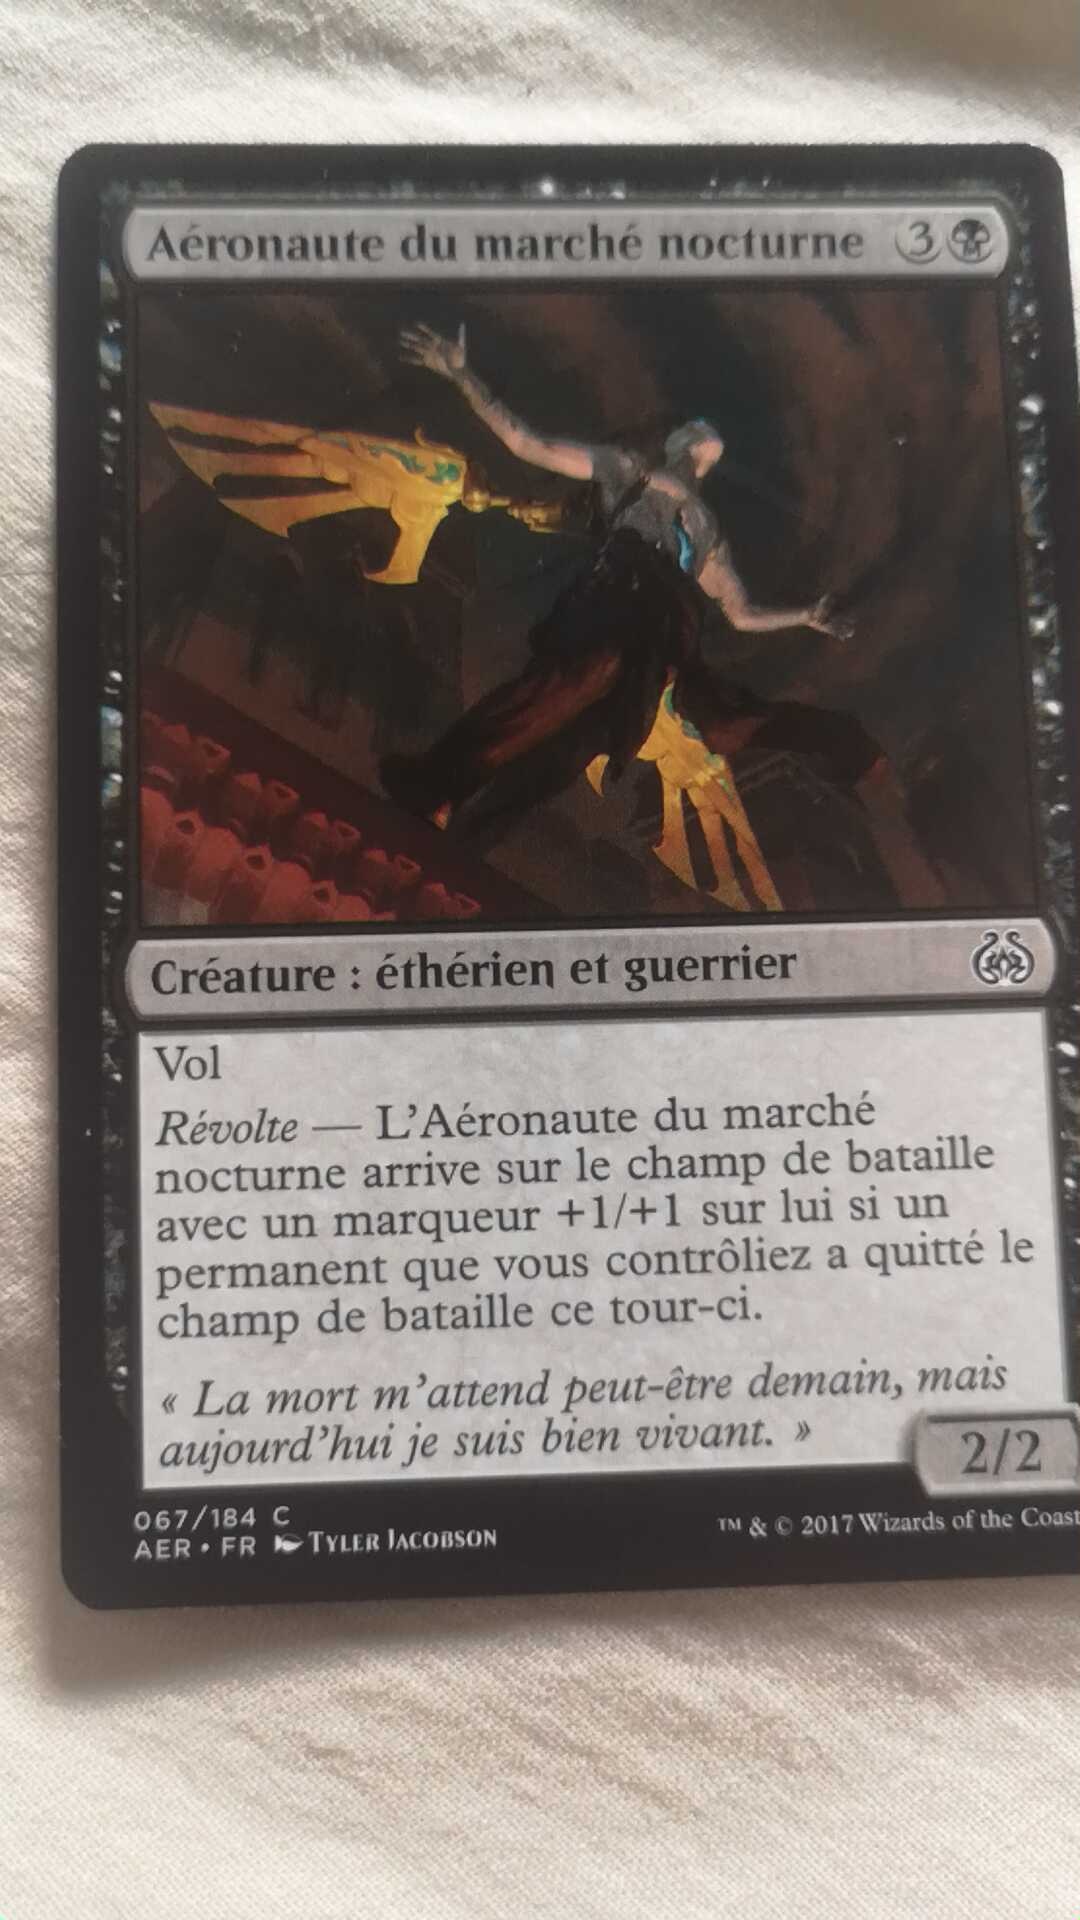 Aéronaute du marché nocturne 3
Créature : éthérien et guerrier
Vol
Révolte — L'Aéronaute du marché
nocturne arrive sur le champ de bataille
avec un marqueur +1/+1 sur lui si un
permanent que vous contrôliez a quitté le
champ de bataille ce tour-ci.
« La mort m'attend peut-être demain, mais
aujourd'hui je suis bien vivant. »
2/2
067/184 C
AER • FR Tyler Jacobson
™ & © 2017 Wizards of the Coast